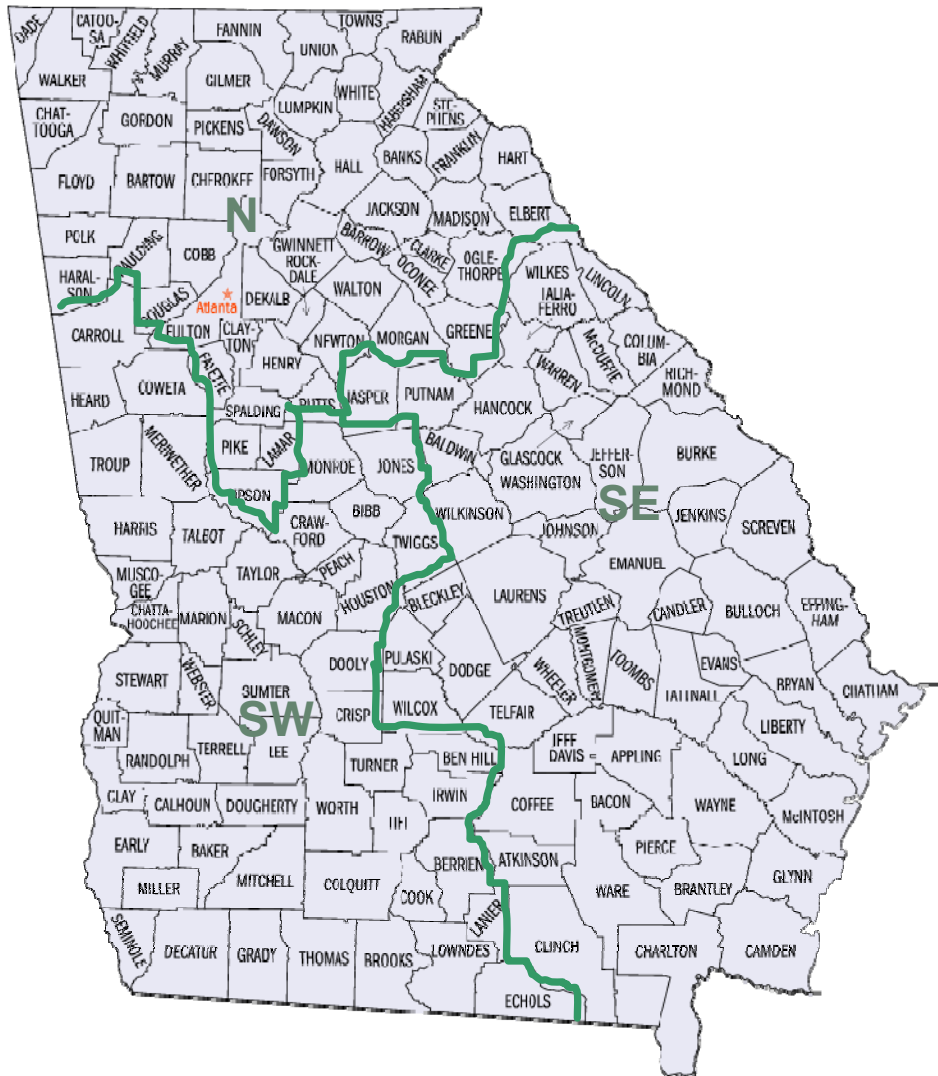 DADE
CATOO-
SA
WHITFIELD
MURRAY
FANNIN
TOWNS
UNION
RABUN
WALKER
GILMER
LUMPKIN
WHITE
HABERSHAM
STE-
PHENS
CHAT-
TOOGA
GORDON
PICKENS
DAWSON
BANKS
FRANKLIN
HART
FLOYD
BARTOW
CHEROKEE
FORSYTH
HALL
N
JACKSON
MADISON
ELBERT
POLK
PAULDING
COBB
GWINNETT
BARROW
CLARKE
OCONEE
OGLE-
THORPE
HARAL-
SON
DOUGLAS
Atlanta
DEKALB
ROCK-
DALE
WALTON
WILKES
LINCOLN
TALIA-
FERRO
CARROLL
FULTON
CLAY-
TON
HENRY
NEWTON
MORGAN
GREENE
WARREN
McDUFFIE
COLUM-
BIA
RICH-
MOND
HEARD
COWETA
FAYETTE
SPALDING
BUTTS
JASPER
PUTNAM
HANCOCK
TROUP
MERIWETHER
PIKE
LAMAR
MONROE
JONES
BALDWIN
GLASCOCK
WASHINGTON
JEFFER-
SON
BURKE
HARRIS
TALBOT
UPSON
CRAW-
FORD
BIBB
TWIGGS
WILKINSON
JOHNSON
SE
JENKINS
SCREVEN
MUSCO-
GEE
CHATTA-
HOOCHEE
MARION
TAYLOR
SCHLEY
MACON
PEACH
HOUSTON
BLECKLEY
LAURENS
TREUTLEN
EMANUEL
CANDLER
BULLOCH
EFFING-
HAM
STEWART
WEBSTER
SUMTER
SW
DOOLY
PULASKI
DODGE
WHEELER
MONTGOMERY
TOOMBS
TATTNALL
EVANS
BRYAN
CHATHAM
QUIT-
MAN
RANDOLPH
TERRELL
LEE
CRISP
WILCOX
TELFAIR
JEFF
DAVIS
APPLING
LONG
LIBERTY
CLAY
CALHOUN
DOUGHERTY
WORTH
TURNER
BEN HILL
IRWIN
TIFT
COFFEE
BACON
WAYNE
McINTOSH
EARLY
BAKER
MILLER
MITCHELL
COLQUITT
COOK
BERRIEN
ATKINSON
PIERCE
WARE
BRANTLEY
GLYNN
SEMINOLE
DECATUR
GRADY
THOMAS
BROOKS
LOWNDES
LANIER
CLINCH
ECHOLS
CHARLTON
CAMDEN